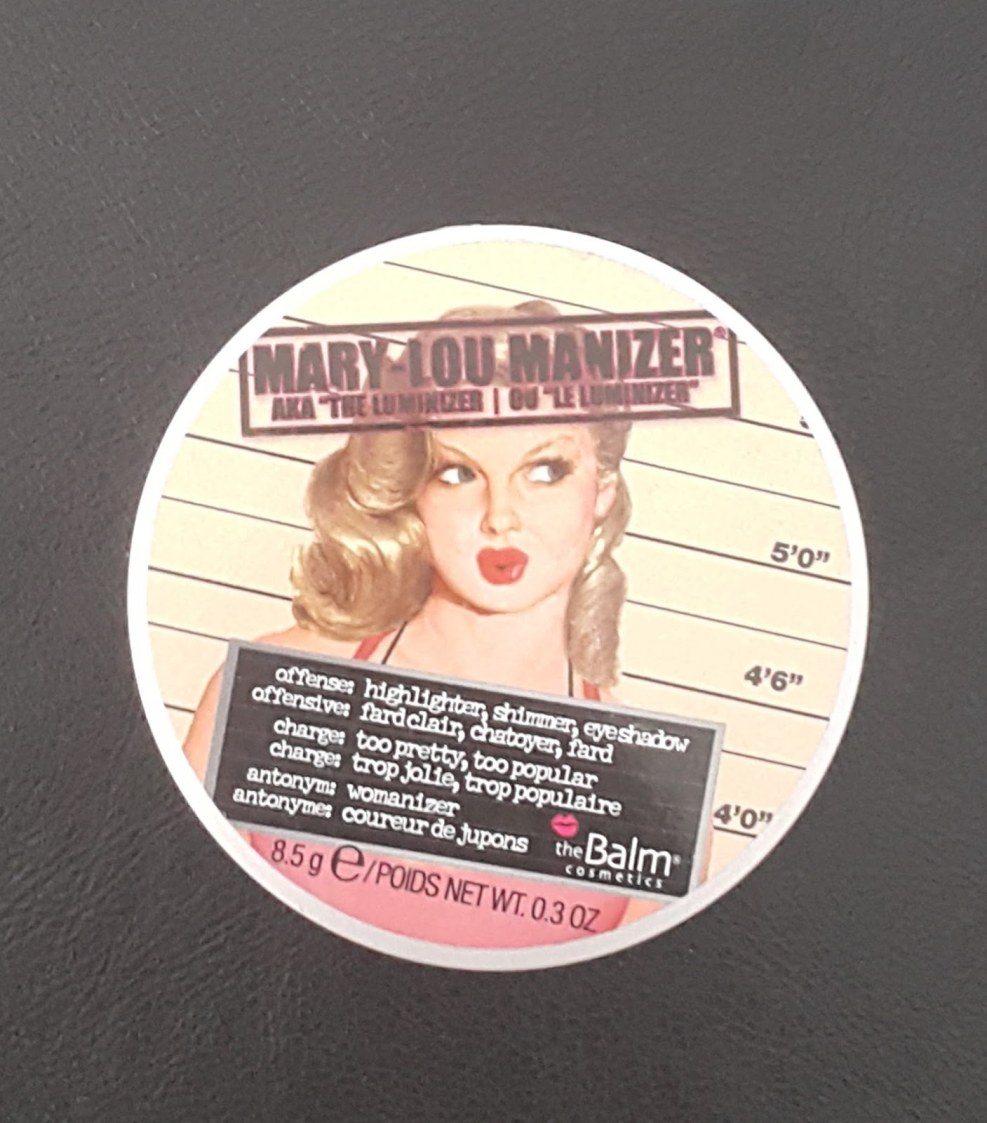 MARY-LOU MANIZER®
AKA "THE LUMINIZER | OU "LE LUMINIZER"
5'0"
4'6"
4'0"
offense: highlighter, shimmer, eyeshadow
offensive: fard clair, chatoyer, fard
charge: too pretty, too popular
charge: trop jolie, trop populaire
antonym: womanizer
antonyme: coureur de jupons
theBalm®
cosmetics
8.5 g e/POIDS NET WT. 0.3 OZ